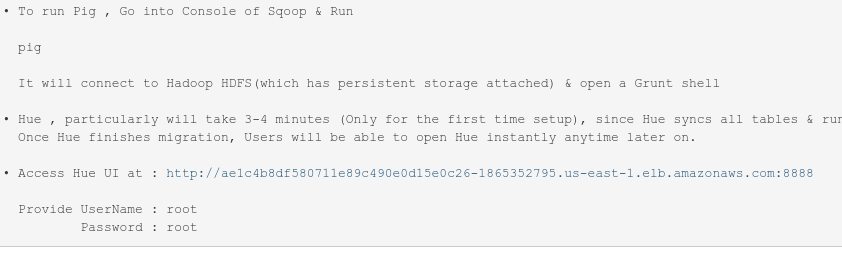 • To run Pig , Go into Console of Sqoop & Run
pig
It will connect to Hadoop HDFS(which has persistent storage attached) & open a Grunt shell
• Hue , particularly will take 3-4 minutes (Only for the first time setup), since Hue syncs all tables & run
Once Hue finishes migration, Users will be able to open Hue instantly anytime later on.
• Access Hue UI at : http://ae1c4b8df580711e89c490e0d15e0c26-1865352795.us-east-1.elb.amazonaws.com:8888
Provide UserName : root
Password : root